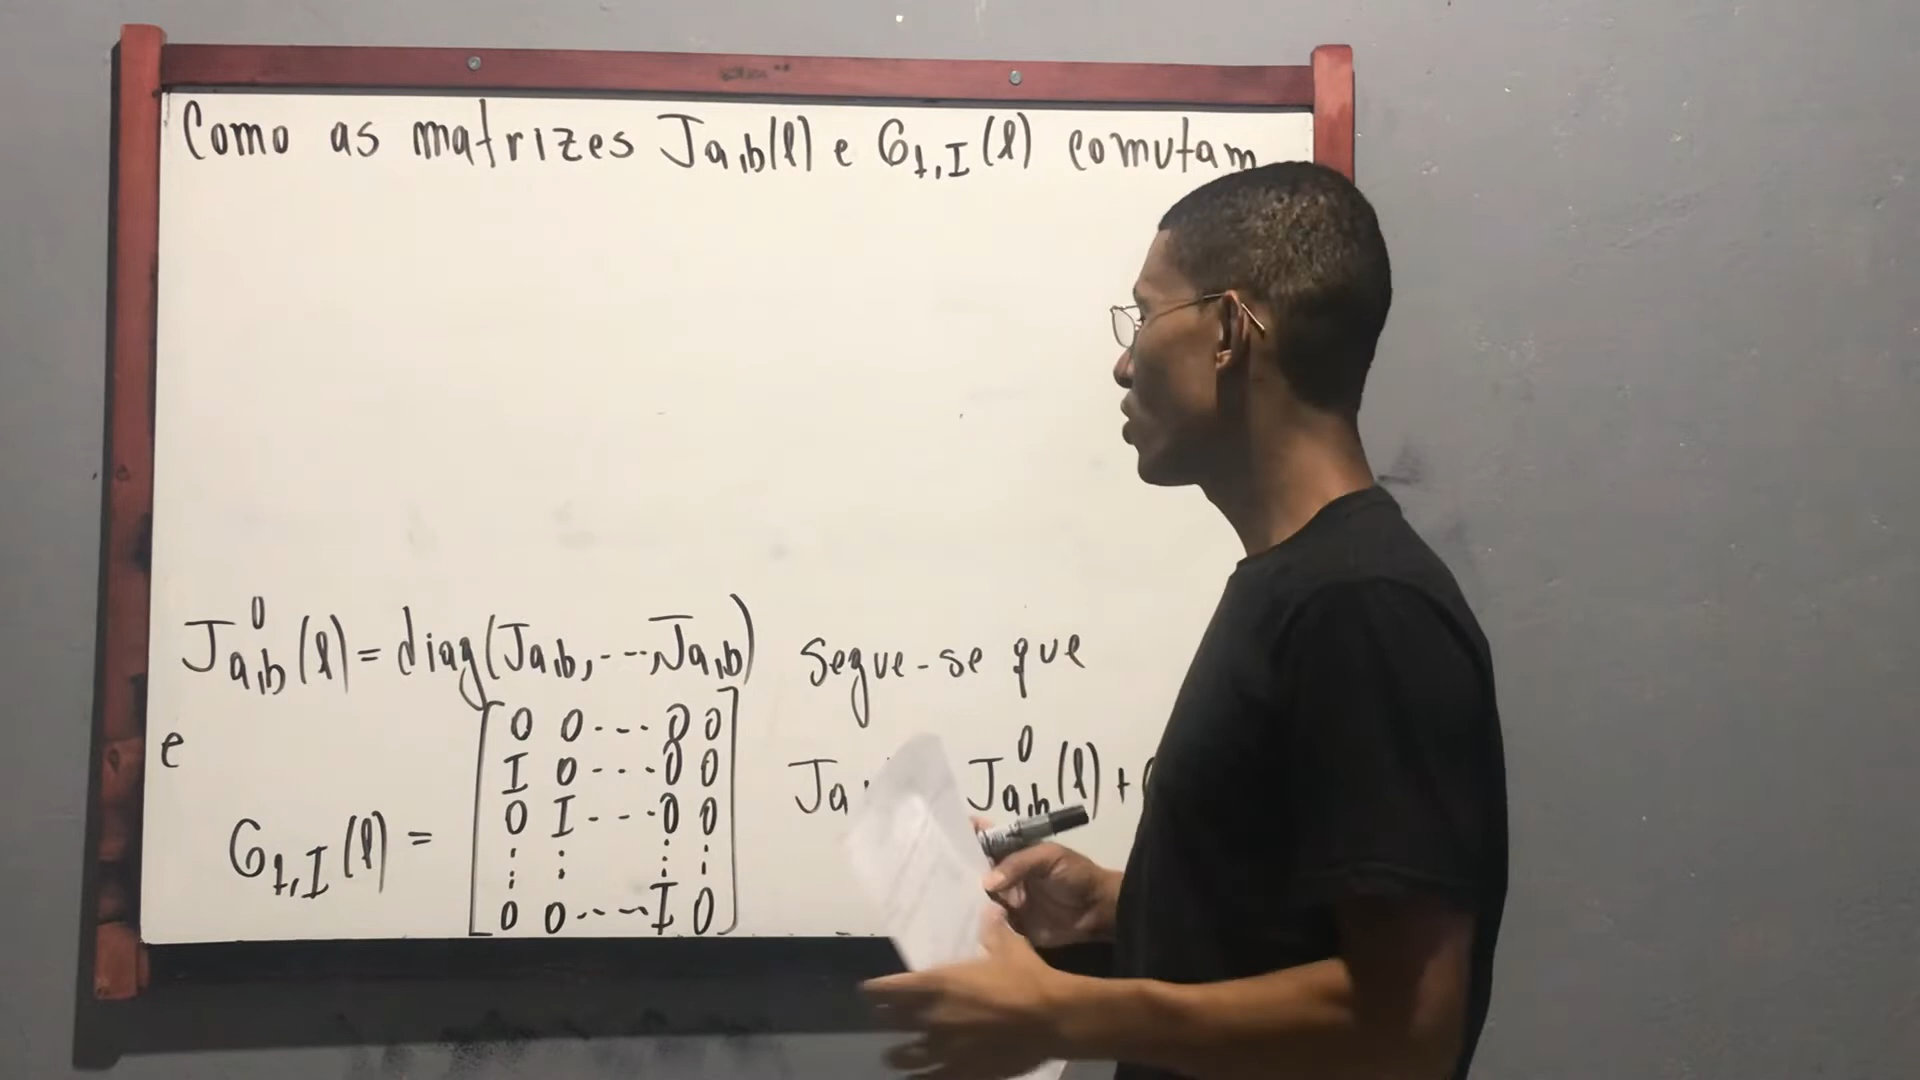 Como as matrizes Ja,b(l) e G1,I(l) comutam
J⁰a,b(l) = diag(Ja,b, ---, Ja,b)
e
G1,I(l) =
[0 0 ---- 0 0
I 0 ---- 0 0
0 I --- 0 0
⋮ ⋮ ⋮ ⋮
0 0 ---- I 0]
segue-se que
Ja J⁰a,b(l) +